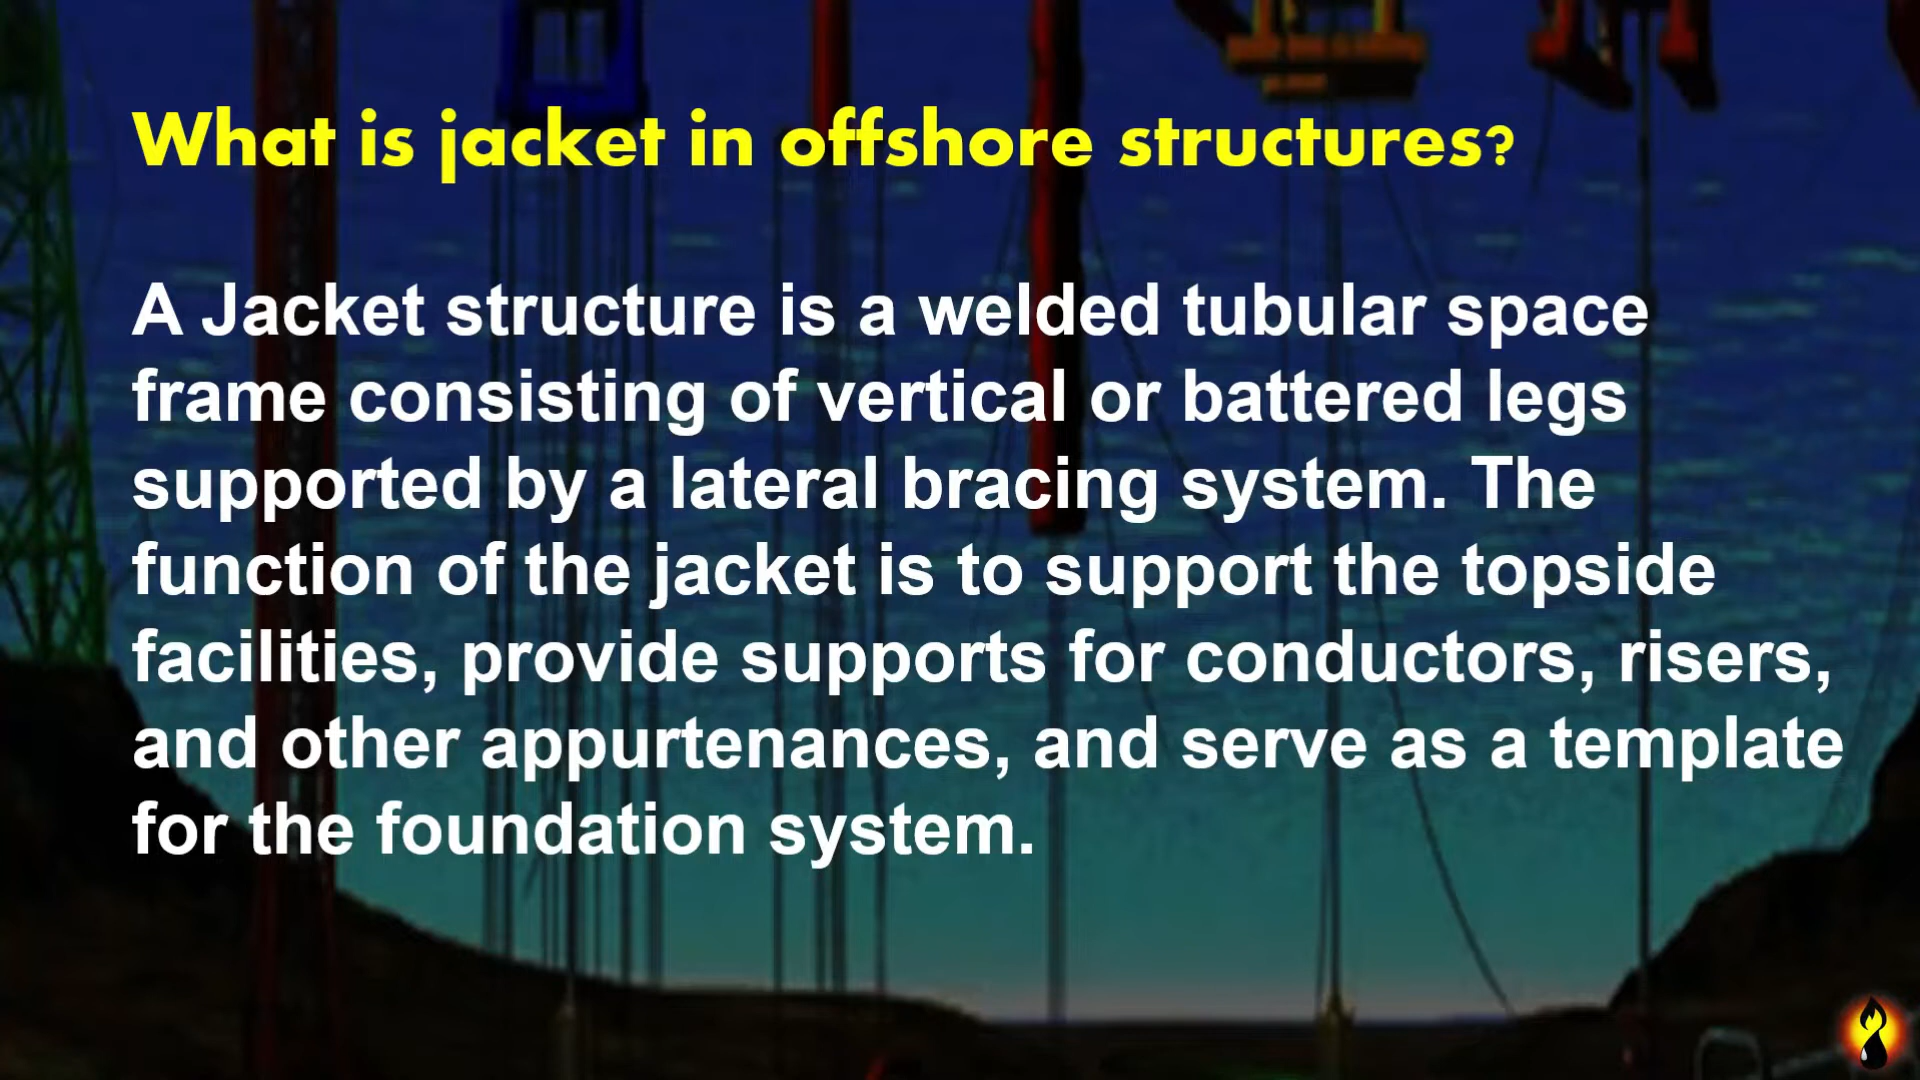 What is jacket in offshore structures?
A Jacket structure is a welded tubular space
frame consisting of vertical or battered legs
supported by a lateral bracing system. The
function of the jacket is to support the topside
facilities, provide supports for conductors, risers,
and other appurtenances, and serve as a template
for the foundation system.